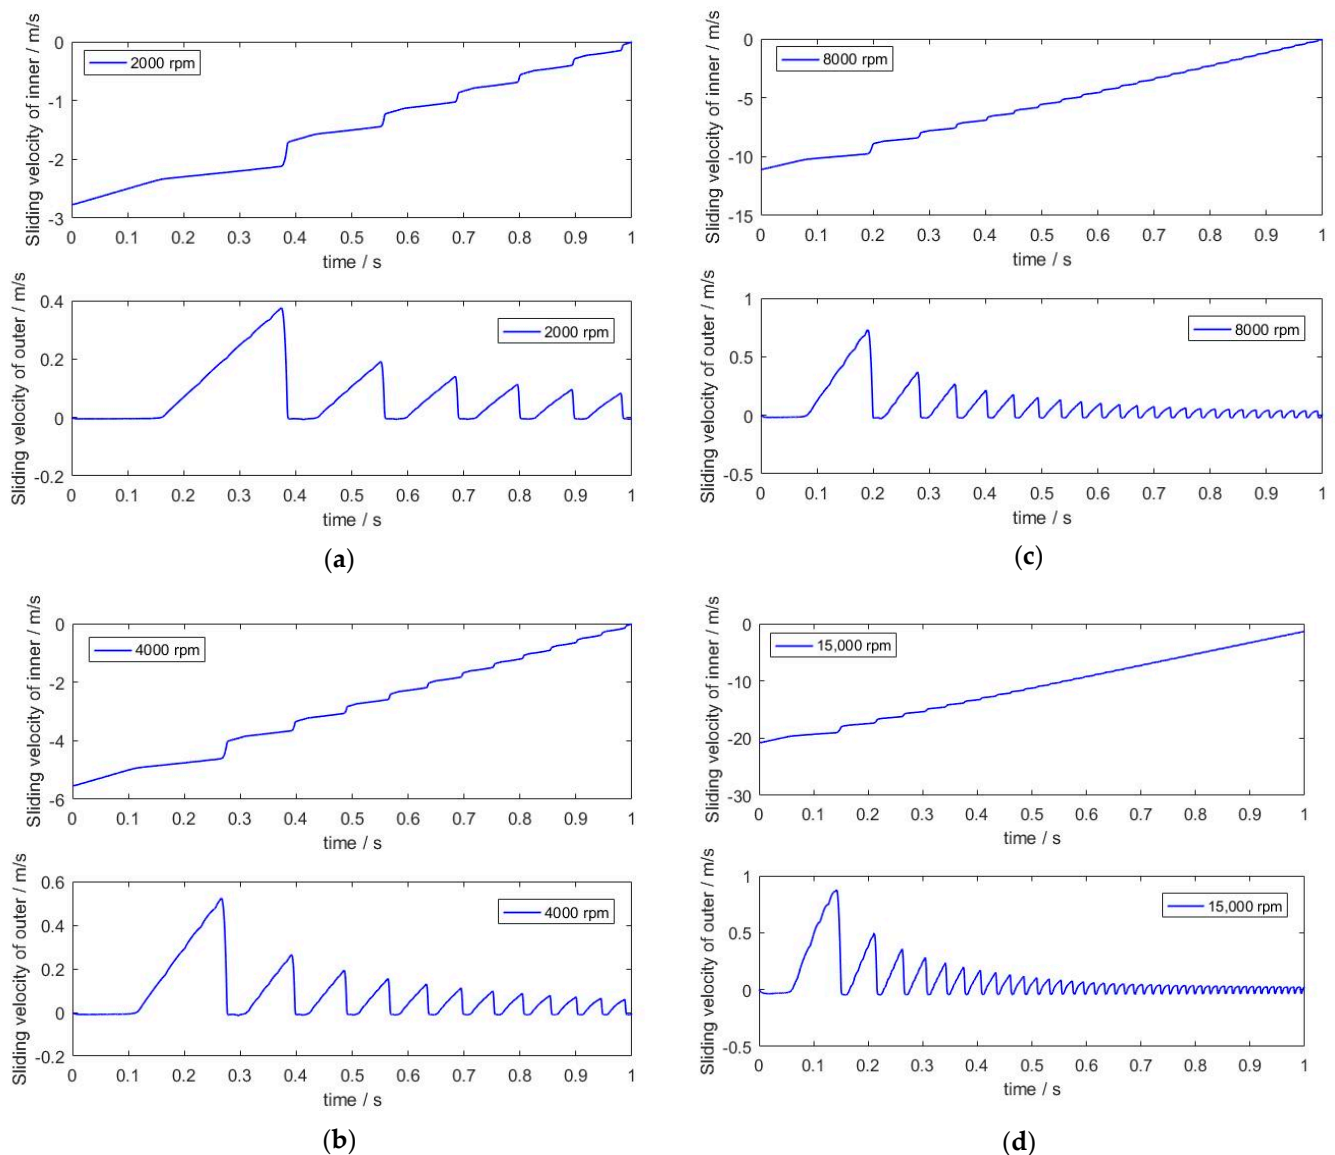 Sliding velocity of inner / m/s
0
-1
-2
-3
2000 rpm
0 0.1 0.2 0.3 0.4 0.5 0.6 0.7 0.8 0.9 1
time / s
Sliding velocity of outer / m/s
0.4
0.2
0
-0.2
2000 rpm
0 0.1 0.2 0.3 0.4 0.5 0.6 0.7 0.8 0.9 1
time / s
(a)
Sliding velocity of inner / m/s
0
-5
-10
-15
8000 rpm
0 0.1 0.2 0.3 0.4 0.5 0.6 0.7 0.8 0.9 1
time / s
Sliding velocity of outer / m/s
1
0.5
0
-0.5
8000 rpm
0 0.1 0.2 0.3 0.4 0.5 0.6 0.7 0.8 0.9 1
time / s
(c)
Sliding velocity of inner / m/s
0
-2
-4
-6
4000 rpm
0 0.1 0.2 0.3 0.4 0.5 0.6 0.7 0.8 0.9 1
time / s
Sliding velocity of outer / m/s
0.6
0.4
0.2
0
-0.2
4000 rpm
0 0.1 0.2 0.3 0.4 0.5 0.6 0.7 0.8 0.9 1
time / s
(b)
Sliding velocity of inner / m/s
0
-10
-20
-30
15,000 rpm
0 0.1 0.2 0.3 0.4 0.5 0.6 0.7 0.8 0.9 1
time / s
Sliding velocity of outer / m/s
1
0.5
0
-0.5
15,000 rpm
0 0.1 0.2 0.3 0.4 0.5 0.6 0.7 0.8 0.9 1
time / s
(d)